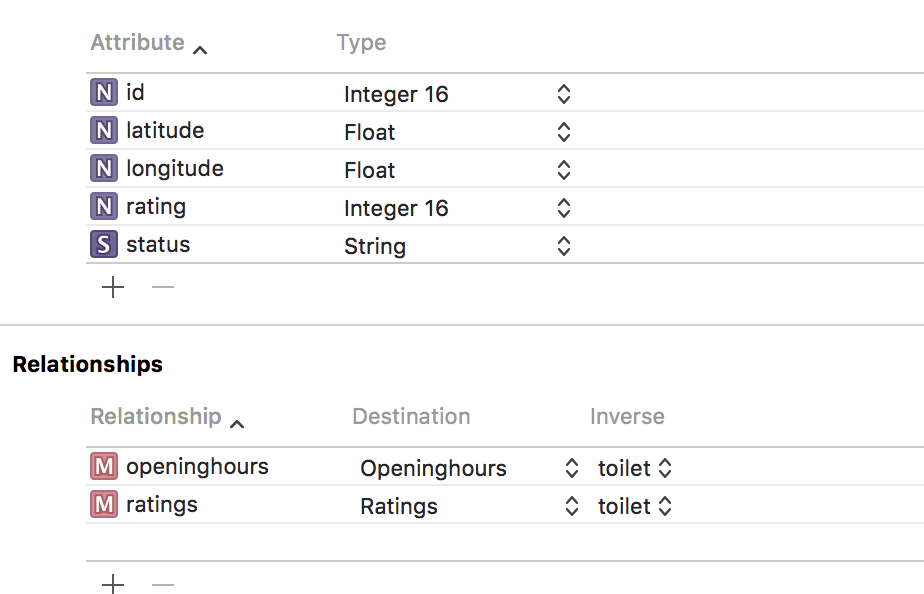 Attribute Type
N id Integer 16
N latitude Float
N longitude Float
N rating Integer 16
S status String
Relationships
Relationship Destination Inverse
M openinghours Openinghours toilet
M ratings Ratings toilet